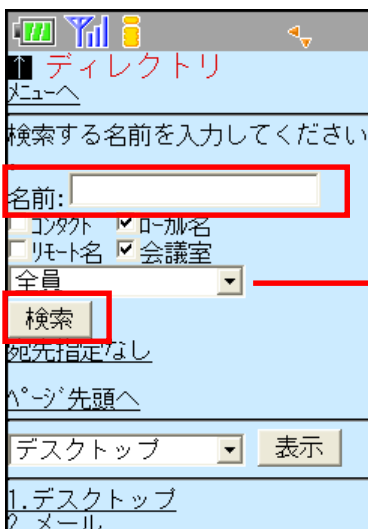 ディレクトリ
ﾒﾆｭｰへ
検索する名前を入力してください
名前:
ｺﾝﾀｸﾄ ﾛｰｶﾙ名
ﾘﾓｰﾄ名 会議室
全員
検索
宛先指定なし
ﾍﾟｰｼﾞ先頭へ
デスクトップ 表示
1.デスクトップ
2.メール